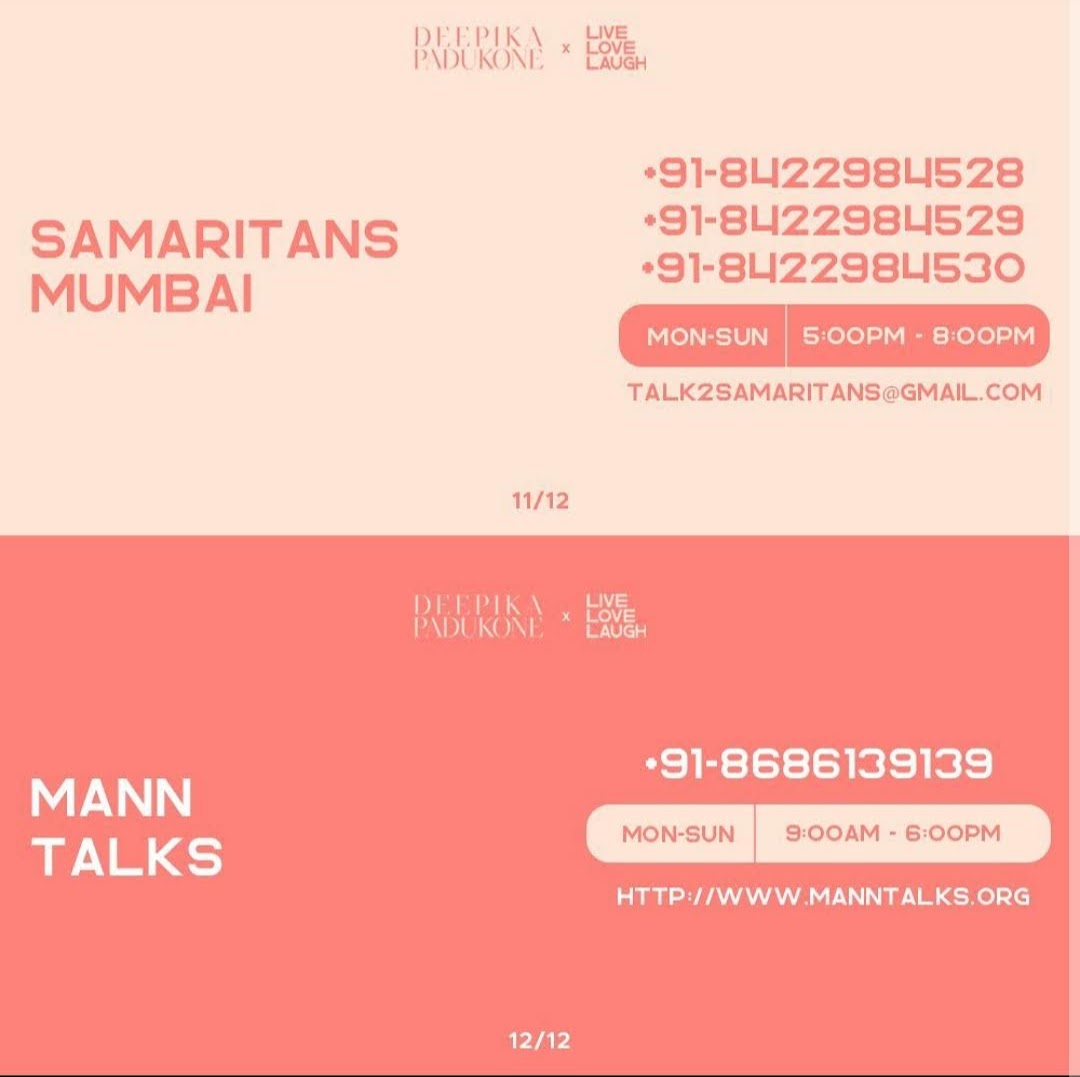 DEEPIKA
PADUKONE
x
LIVE
LOVE
LAUGH
SAMARITANS
MUMBAI
+91-8422984528
+91-8422984529
+91-8422984530
MON-SUN 5:00PM - 8:00PM
TALK2SAMARITANS@GMAIL.COM
11/12
DEEPIKA
PADUKONE
x
LIVE
LOVE
LAUGH
MANN
TALKS
+91-8686139139
MON-SUN 9:00AM - 6:00PM
HTTP://WWW.MANNTALKS.ORG
12/12